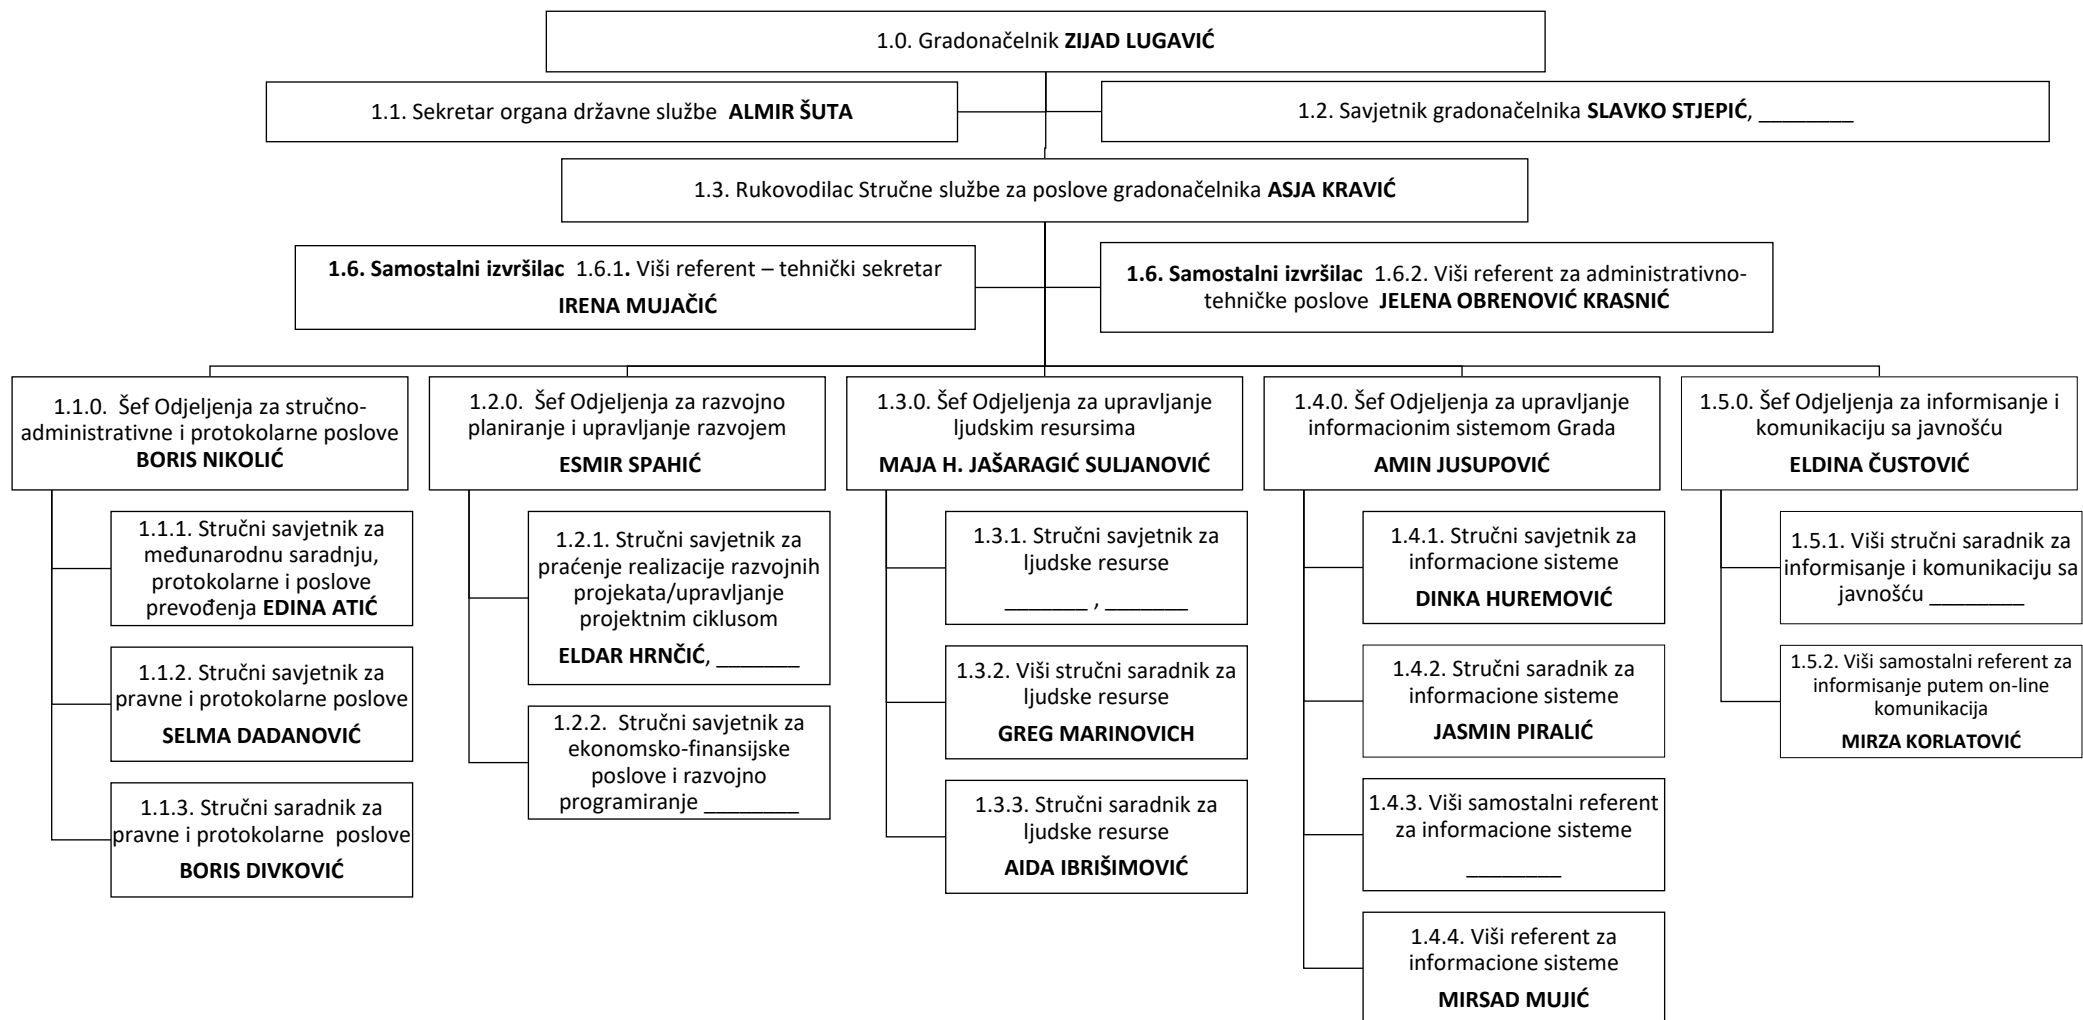 1.0. Gradonačelnik ZIJAD LUGAVIĆ
1.1. Sekretar organa državne službe ALMIR ŠUTA
1.2. Savjetnik gradonačelnika SLAVKO STJEPIĆ, ________
1.3. Rukovodilac Stručne službe za poslove gradonačelnika ASJA KRAVIĆ
1.6. Samostalni izvršilac 1.6.1. Viši referent – tehnički sekretar
IRENA MUJAČIĆ
1.6. Samostalni izvršilac 1.6.2. Viši referent za administrativno-
tehničke poslove JELENA OBRENOVIĆ KRASNIĆ
1.1.0. Šef Odjeljenja za stručno-
administrativne i protokolarne poslove
BORIS NIKOLIĆ
1.1.1. Stručni savjetnik za
međunarodnu saradnju,
protokolarne i poslove
prevođenja EDINA ATIĆ
1.1.2. Stručni savjetnik za
pravne i protokolarne poslove
SELMA DADANOVIĆ
1.1.3. Stručni saradnik za
pravne i protokolarne poslove
BORIS DIVKOVIĆ
1.2.0. Šef Odjeljenja za razvojno
planiranje i upravljanje razvojem
ESMIR SPAHIĆ
1.2.1. Stručni savjetnik za
praćenje realizacije razvojnih
projekata/upravljanje
projektnim ciklusom
ELDAR HRNČIĆ, _______
1.2.2. Stručni savjetnik za
ekonomsko-finansijske
poslove i razvojno
programiranje ________
1.3.0. Šef Odjeljenja za upravljanje
ljudskim resursima
MAJA H. JAŠARAGIĆ SULJANOVIĆ
1.3.1. Stručni savjetnik za
ljudske resurse
_______ , _______
1.3.2. Viši stručni saradnik za
ljudske resurse
GREG MARINOVICH
1.3.3. Stručni saradnik za
ljudske resurse
AIDA IBRIŠIMOVIĆ
1.4.0. Šef Odjeljenja za upravljanje
informacionim sistemom Grada
AMIN JUSUPOVIĆ
1.4.1. Stručni savjetnik za
informacione sisteme
DINKA HUREMOVIĆ
1.4.2. Stručni saradnik za
informacione sisteme
JASMIN PIRALIĆ
1.4.3. Viši samostalni referent
za informacione sisteme
________
1.4.4. Viši referent za
informacione sisteme
MIRSAD MUJIĆ
1.5.0. Šef Odjeljenja za informisanje i
komunikaciju sa javnošću
ELDINA ČUSTOVIĆ
1.5.1. Viši stručni saradnik za
informisanje i komunikaciju sa
javnošću ________
1.5.2. Viši samostalni referent za
informisanje putem on-line
komunikacija
MIRZA KORLATOVIĆ